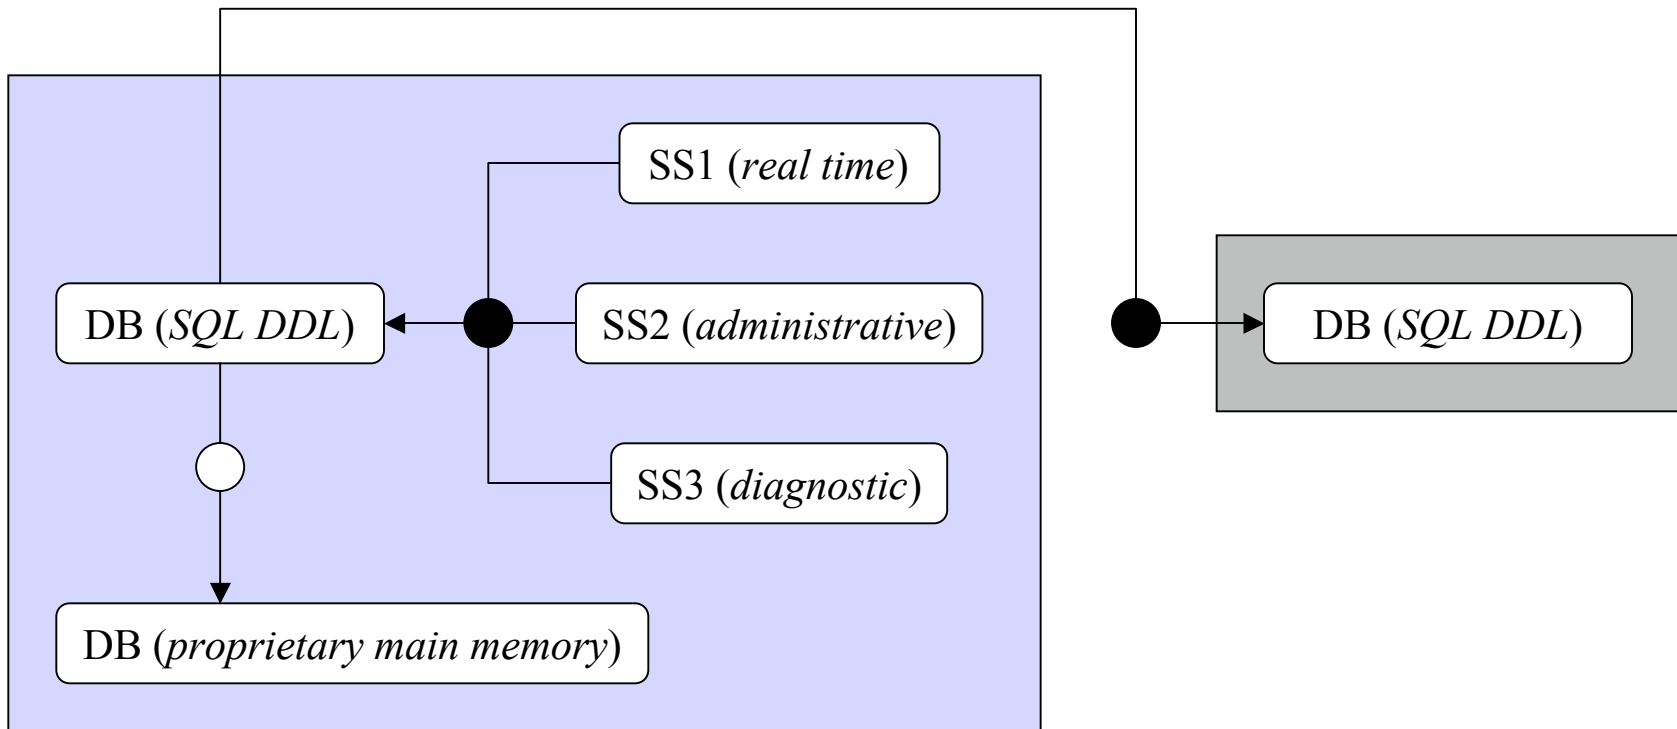 SS1 (real time)
DB (SQL DDL)
SS2 (administrative)
DB (SQL DDL)
SS3 (diagnostic)
DB (proprietary main memory)